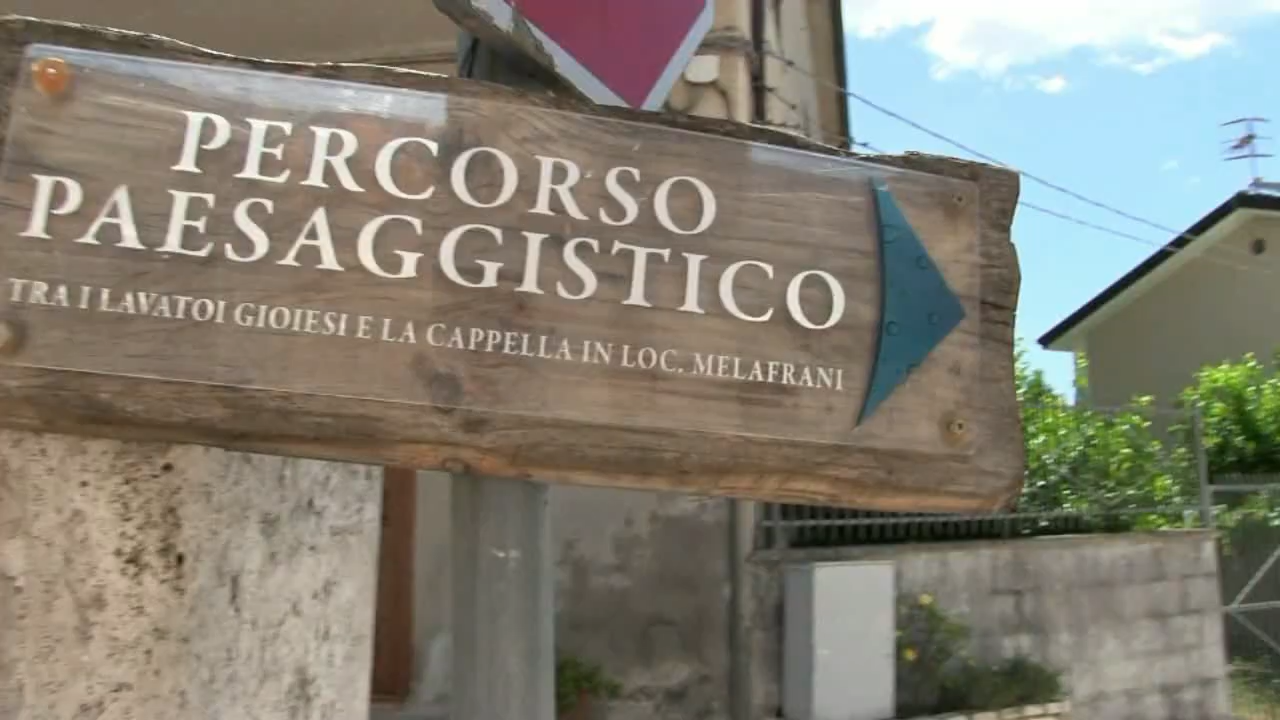 PERCORSO
PAESAGGISTICO
TRA I LAVATOI GIOIESI E LA CAPPELLA IN LOC. MELAFRANI